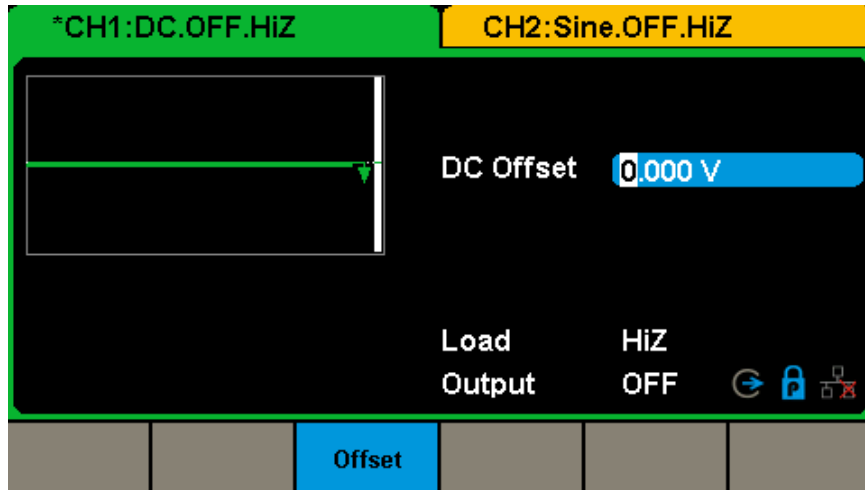 *CH1:DC.OFF.HiZ
CH2:Sine.OFF.HiZ
DC Offset 0.000 V
Load HiZ
Output OFF
P
Offset